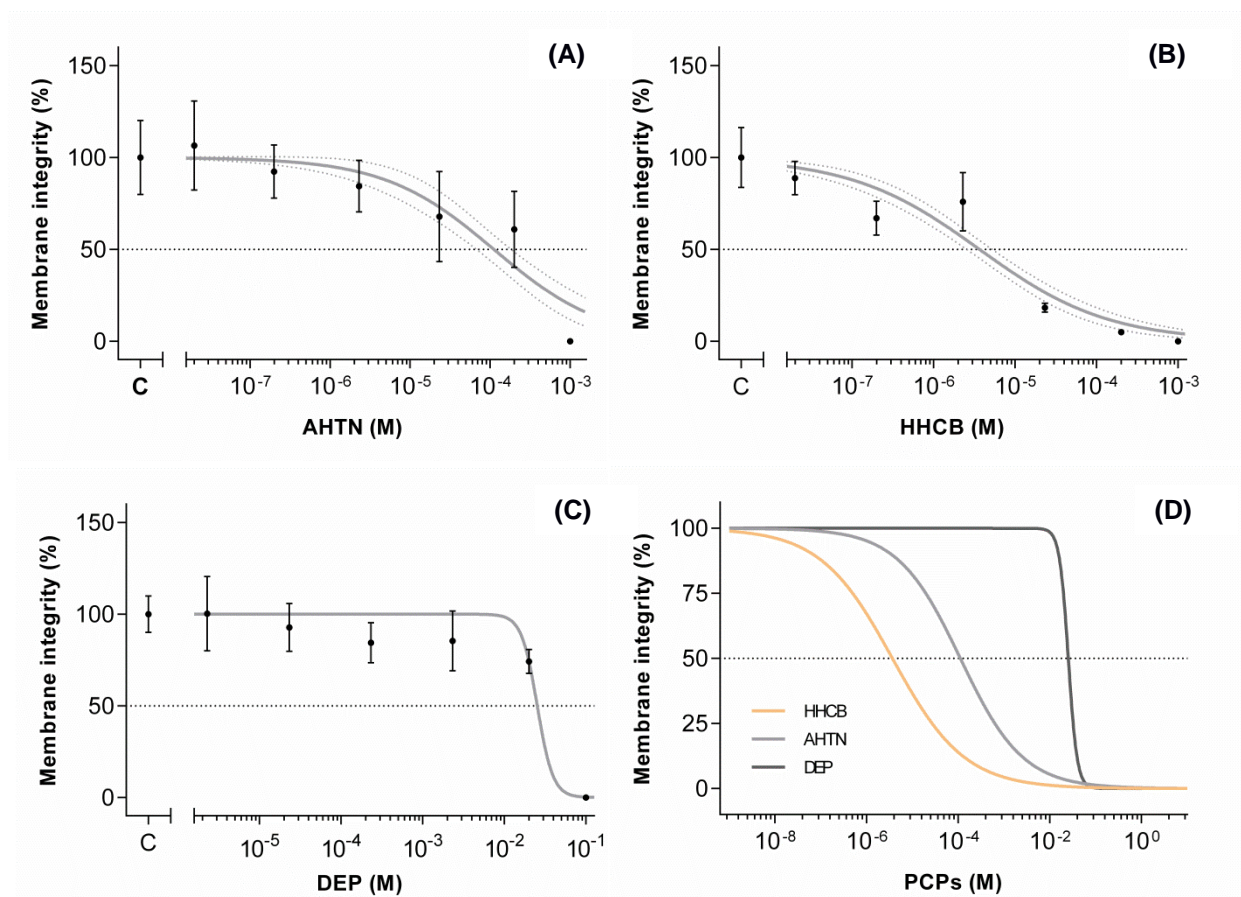 (A)
Membrane integrity (%)
150
100
50
0
C
10-7
10-6
10-5
10-4
10-3
AHTN (M)
(B)
Membrane integrity (%)
150
100
50
0
C
10-7
10-6
10-5
10-4
10-3
HHCB (M)
(C)
Membrane integrity (%)
150
100
50
0
C
10-5
10-4
10-3
10-2
10-1
DEP (M)
(D)
Membrane integrity (%)
100
75
50
25
0
HHCB
AHTN
DEP
10-8
10-6
10-4
10-2
100
PCPs (M)